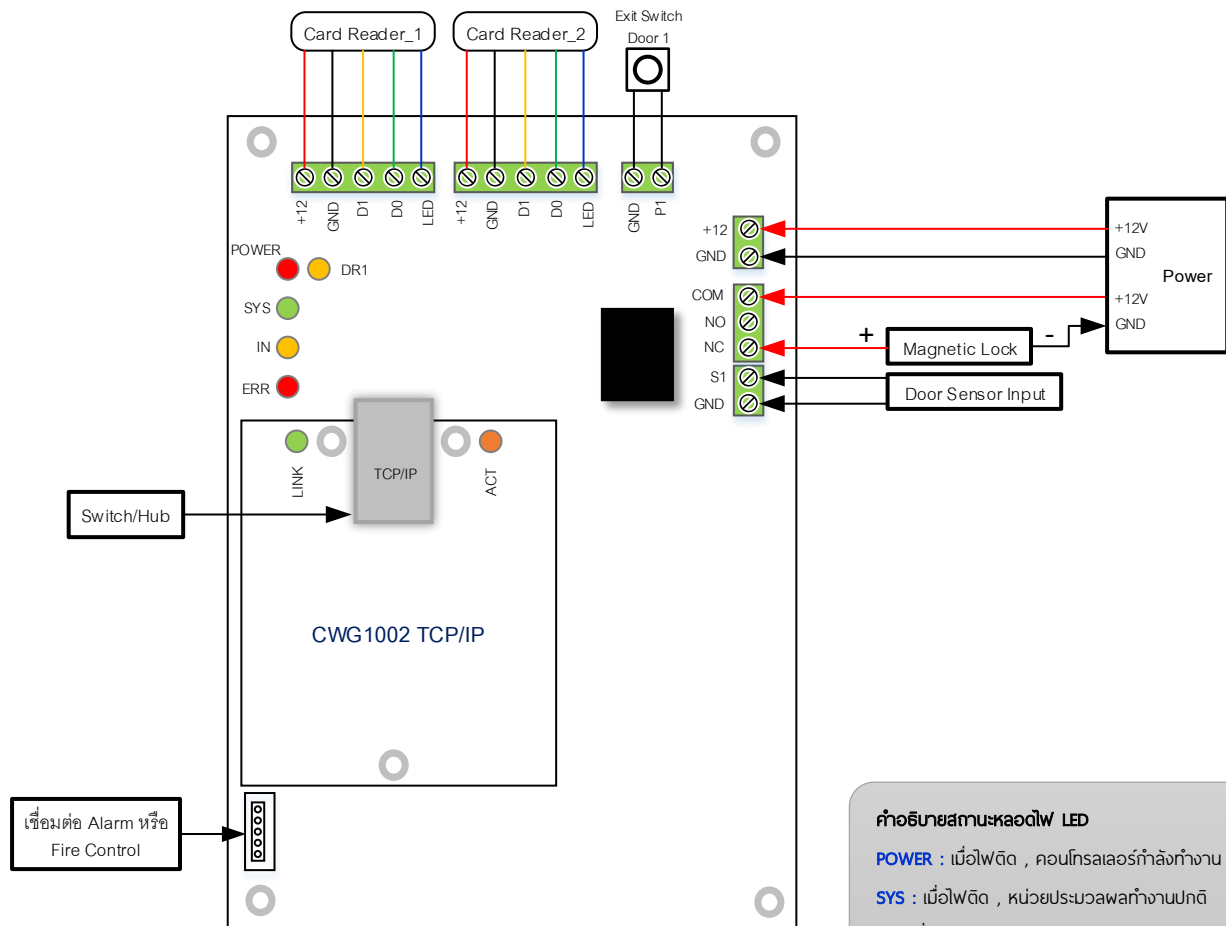 Card Reader_1
Card Reader_2
Exit Switch
Door 1
+12
GND
D1
D0
LED
+12
GND
D1
D0
LED
GND
P1
POWER
DR1
SYS
IN
ERR
+12
GND
COM
NO
NC
S1
GND
+12V
GND
Power
+12V
GND
+
Magnetic Lock
-
Door Sensor Input
LINK
TCP/IP
ACT
Switch/Hub
CWG1002 TCP/IP
เชื่อมต่อ Alarm หรือ
Fire Control
คำอธิบายสถานะหลอดไฟ LED
POWER : เมื่อไฟติด , คอนโทรลเลอร์กำลังทำงาน
SYS : เมื่อไฟติด , หน่วยประมวลผลทำงานปกติ